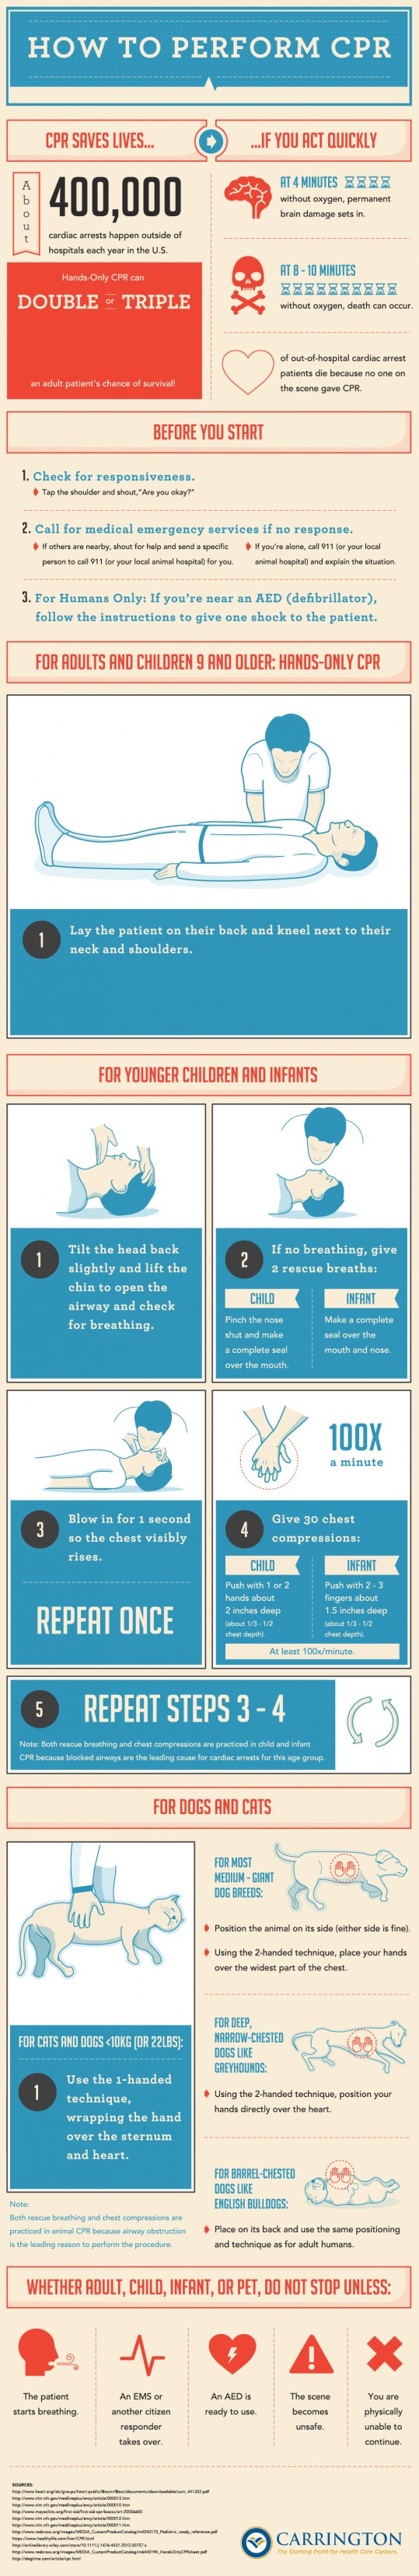 HOW TO PERFORM CPR
CPR SAVES LIVES...
...IF YOU ACT QUICKLY
About
400,000
cardiac arrests happen outside of
hospitals each year in the U.S.
Hands-Only CPR can
DOUBLE or TRIPLE
an adult patient's chance of survival!
AT 4 MINUTES
without oxygen, permanent
brain damage sets in.
AT 8 - 10 MINUTES
without oxygen, death can occur.
of out-of-hospital cardiac arrest
patients die because no one on
the scene gave CPR.
BEFORE YOU START
1. Check for responsiveness.
Tap the shoulder and shout, "Are you okay?"
2. Call for medical emergency services if no response.
If others are nearby, shout for help and send a specific
person to call 911 (or your local animal hospital) for you.
If you're alone, call 911 (or your local
animal hospital) and explain the situation.
3. For Humans Only: If you're near an AED (defibrillator),
follow the instructions to give one shock to the patient.
FOR ADULTS AND CHILDREN 9 AND OLDER: HANDS-ONLY CPR
1
Lay the patient on their back and kneel next to their
neck and shoulders.
FOR YOUNGER CHILDREN AND INFANTS
1
Tilt the head back
slightly and lift the
chin to open the
airway and check
for breathing.
2
If no breathing, give
2 rescue breaths:
CHILD
Pinch the nose
shut and make
a complete seal
over the mouth.
INFANT
Make a complete
seal over the
mouth and nose.
3
Blow in for 1 second
so the chest visibly
rises.
REPEAT ONCE
100X
a minute
4
Give 30 chest
compressions:
CHILD
Push with 1 or 2
hands about
2 inches deep
(about 1/3 - 1/2
chest depth).
INFANT
Push with 2 - 3
fingers about
1.5 inches deep
(about 1/3 - 1/2
chest depth).
At least 100x/minute.
5
REPEAT STEPS 3 - 4
Note: Both rescue breathing and chest compressions are practiced in child and infant
CPR because blocked airways are the leading cause for cardiac arrests for this age group.
FOR DOGS AND CATS
FOR CATS AND DOGS <10KG (OR 22LBS):
1
Use the 1-handed
technique,
wrapping the hand
over the sternum
and heart.
Note:
Both rescue breathing and chest compressions are
practiced in animal CPR because airway obstruction
is the leading reason to perform the procedure.
FOR MOST
MEDIUM - GIANT
DOG BREEDS:
Position the animal on its side (either side is fine).
Using the 2-handed technique, place your hands
over the widest part of the chest.
FOR DEEP,
NARROW-CHESTED
DOGS LIKE
GREYHOUNDS:
Using the 2-handed technique, position your
hands directly over the heart.
FOR BARREL-CHESTED
DOGS LIKE
ENGLISH BULLDOGS:
Place on its back and use the same positioning
and technique as for adult humans.
WHETHER ADULT, CHILD, INFANT, OR PET, DO NOT STOP UNLESS:
The patient
starts breathing.
An EMS or
another citizen
responder
takes over.
An AED is
ready to use.
The scene
becomes
unsafe.
You are
physically
unable to
continue.
SOURCES:
CARRINGTON
The Starting Point for Health Care Careers.